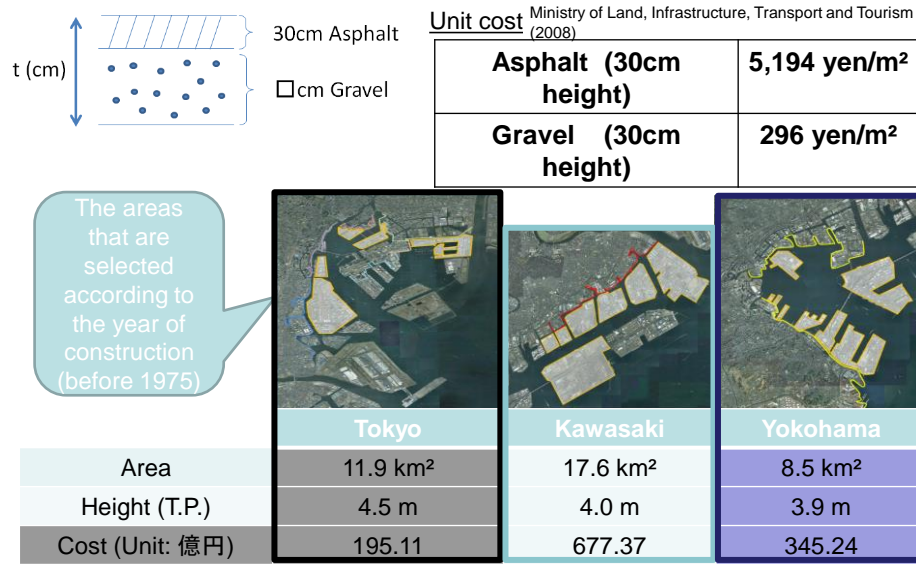 30cm Asphalt
t (cm)
□cm Gravel
Unit cost Ministry of Land, Infrastructure, Transport and Tourism
(2008)
Asphalt (30cm height) 5,194 yen/m²
Gravel (30cm height) 296 yen/m²
The areas
that are
selected
according to
the year of
construction
(before 1975)
Tokyo Kawasaki Yokohama
Area 11.9 km² 17.6 km² 8.5 km²
Height (T.P.) 4.5 m 4.0 m 3.9 m
Cost (Unit: 億円) 195.11 677.37 345.24